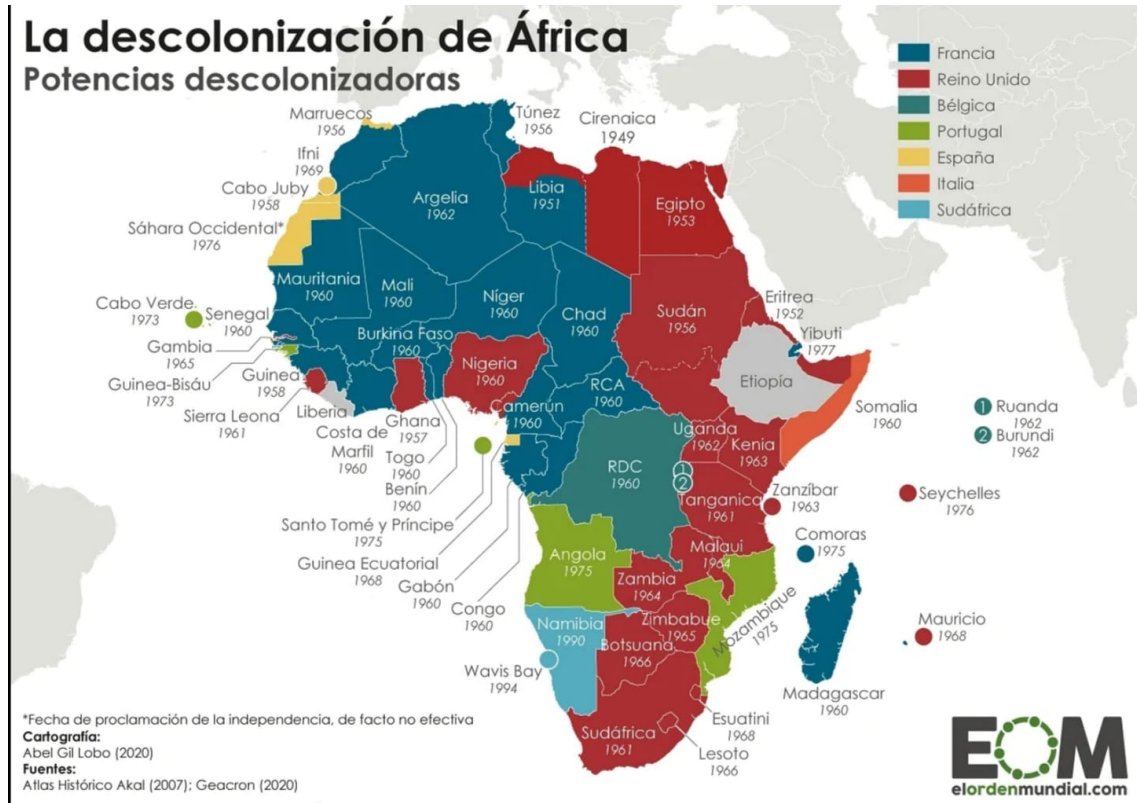 La descolonización de África
Potencias descolonizadoras
Francia
Reino Unido
Bélgica
Portugal
España
Italia
Sudáfrica
Marruecos
1956
Túnez
1956
Cirenaica
1949
Ifni
1969
Cabo Juby
1958
Sáhara Occidental*
1976
Argelia
1962
Libia
1951
Egipto
1953
Mauritania
1960
Mali
1960
Níger
1960
Chad
1960
Sudán
1956
Eritrea
1952
Yibuti
1977
Cabo Verde
1973
Senegal
1960
Gambia
1965
Guinea-Bisáu
1973
Guinea
1958
Sierra Leona
1961
Liberia
Burkina Faso
1960
Costa de
Marfil
1960
Ghana
1957
Togo
1960
Benín
1960
Nigeria
1960
Camerún
1960
RCA
1960
Etiopía
Somalia
1960
1 Ruanda
1962
2 Burundi
1962
Uganda
1962
Kenia
1963
RDC
1960
1
2
Tanganica
1961
Zanzíbar
1963
Seychelles
1976
Santo Tomé y Príncipe
1975
Guinea Ecuatorial
1968
Gabón
1960
Congo
1960
Angola
1975
Malaui
1964
Comoras
1975
Zambia
1964
Zimbabue
1965
Mozambique
1975
Namibia
1990
Botsuana
1966
Mauricio
1968
Wavis Bay
1994
Madagascar
1960
Sudáfrica
1961
Esuatini
1968
Lesoto
1966
*Fecha de proclamación de la independencia, de facto no efectiva
Cartografía:
Abel Gil Lobo (2020)
Fuentes:
Atlas Histórico Akal (2007); Geacron (2020)
EOM
elordenmundial.com